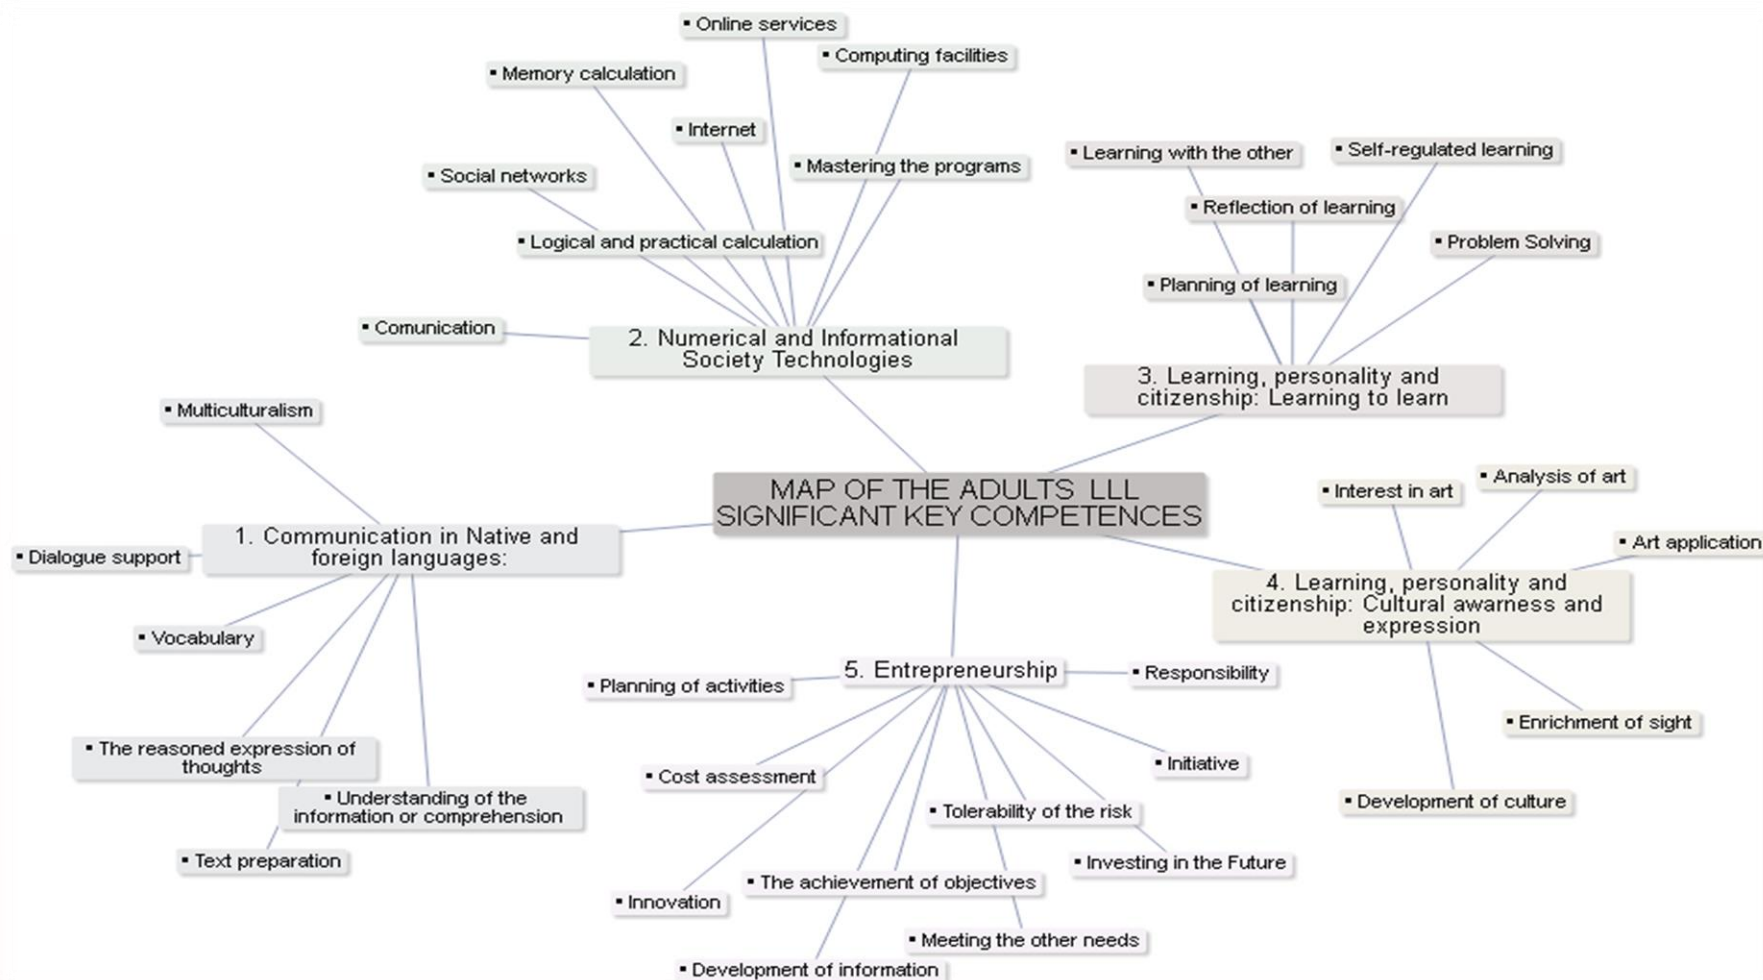 ▪ Online services
▪ Computing facilities
▪ Memory calculation
▪ Internet
▪ Mastering the programs
▪ Social networks
▪ Logical and practical calculation
▪ Comunication
2. Numerical and Informational
Society Technologies
▪ Learning with the other
▪ Self-regulated learning
▪ Reflection of learning
▪ Problem Solving
▪ Planning of learning
3. Learning, personality and
citizenship: Learning to learn
MAP OF THE ADULTS LLL
SIGNIFICANT KEY COMPETENCES
▪ Multiculturalism
1. Communication in Native and
foreign languages:
▪ Dialogue support
▪ Vocabulary
▪ The reasoned expression of
thoughts
▪ Understanding of the
information or comprehension
▪ Text preparation
▪ Interest in art
▪ Analysis of art
▪ Art application
4. Learning, personality and
citizenship: Cultural awarness and
expression
▪ Enrichment of sight
▪ Development of culture
5. Entrepreneurship
▪ Planning of activities
▪ Responsibility
▪ Cost assessment
▪ Initiative
▪ Tolerability of the risk
▪ Investing in the Future
▪ The achievement of objectives
▪ Innovation
▪ Meeting the other needs
▪ Development of information